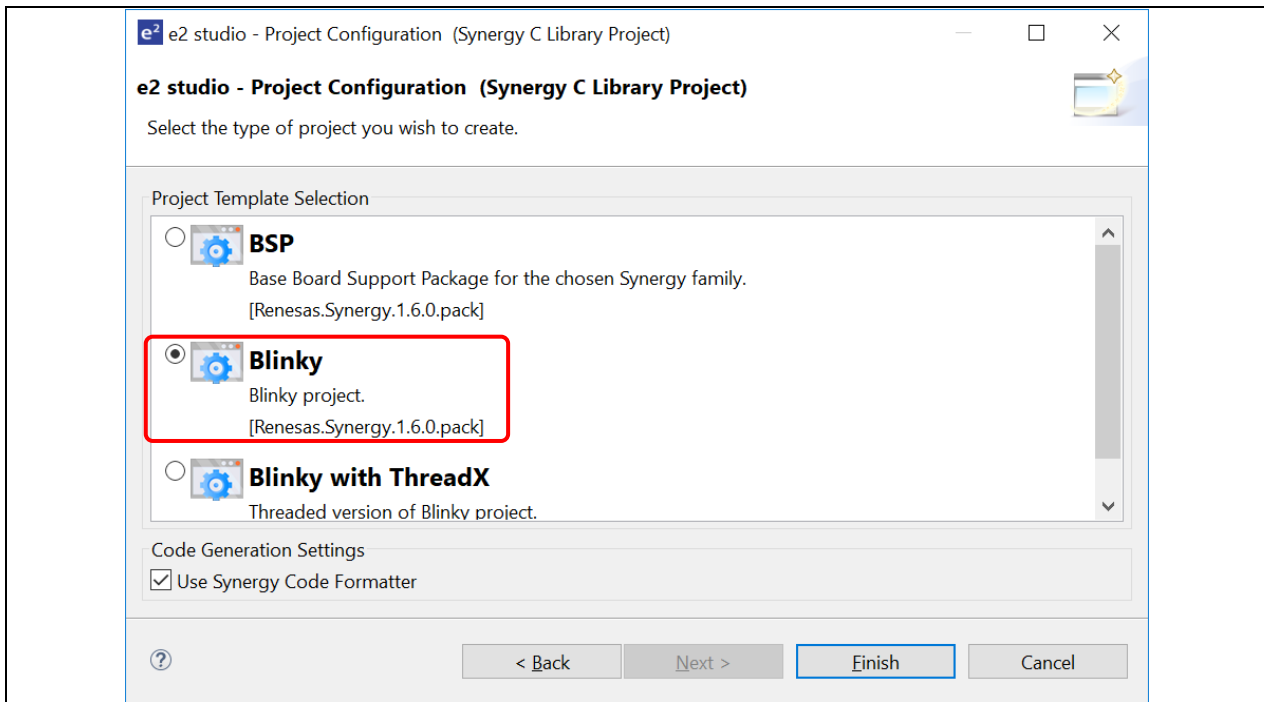 e² e2 studio - Project Configuration (Synergy C Library Project)
e2 studio - Project Configuration (Synergy C Library Project)
Select the type of project you wish to create.
Project Template Selection
BSP
Base Board Support Package for the chosen Synergy family.
[Renesas.Synergy.1.6.0.pack]
Blinky
Blinky project.
[Renesas.Synergy.1.6.0.pack]
Blinky with ThreadX
Threaded version of Blinky project.
Code Generation Settings
Use Synergy Code Formatter
? < Back Next > Finish Cancel